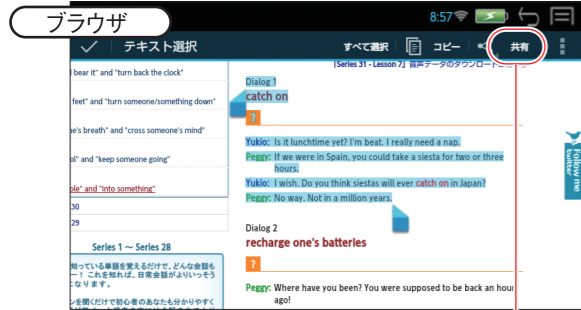 ブラウザ
8:57
テキスト選択
すべて選択
コピー
共有
l bear it" and "turn back the clock"
feet" and "turn someone/something down"
e's breath" and "cross someone's mind"
ol" and "keep someone going"
ple" and "Into something"
30
29
Series 1 ～ Series 28
知っている単語を覚えるだけで、どんな会話も
ー！ これを知れば、日常会話がよりいっそう
になります。
ンを聞くだけで初心者のあなたも分かりやすく
「Series 31 - Lesson 7」音声データのダウンロード
Dialog 1
catch on
?
Yukio: Is it lunchtime yet? I'm beat. I really need a nap.
Peggy: If we were in Spain, you could take a siesta for two or three
hours.
Yukio: I wish. Do you think siestas will ever catch on in Japan?
Peggy: No way. Not in a million years.
Dialog 2
recharge one's batteries
?
Peggy: Where have you been? You were supposed to be back an hour
ago!
Follow me
twitter